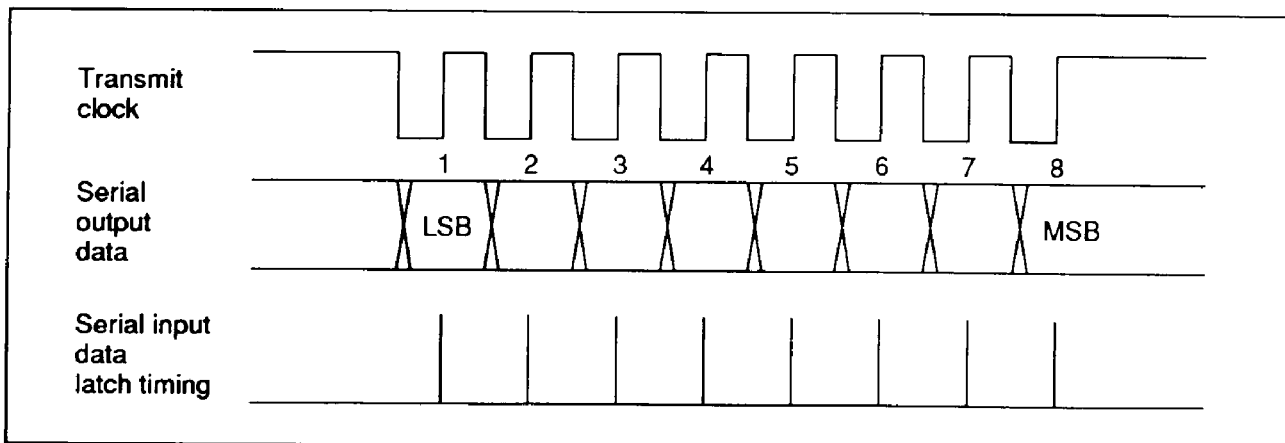 Transmit
clock
1 2 3 4 5 6 7 8
Serial
output
data
LSB
MSB
Serial input
data
latch timing